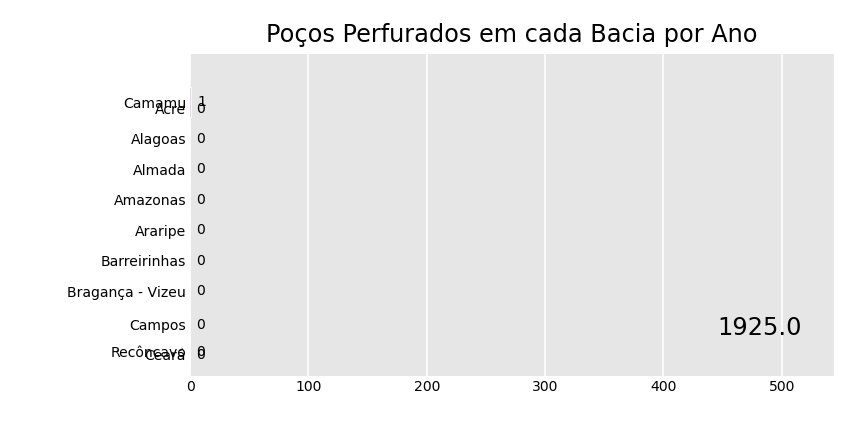 Poços Perfurados em cada Bacia por Ano
Camamu 1
Acre 0
Alagoas 0
Almada 0
Amazonas 0
Araripe 0
Barreirinhas 0
Bragança - Vizeu 0
Campos 0
1925.0
Recôncavo 0
Ceará 0
0 100 200 300 400 500